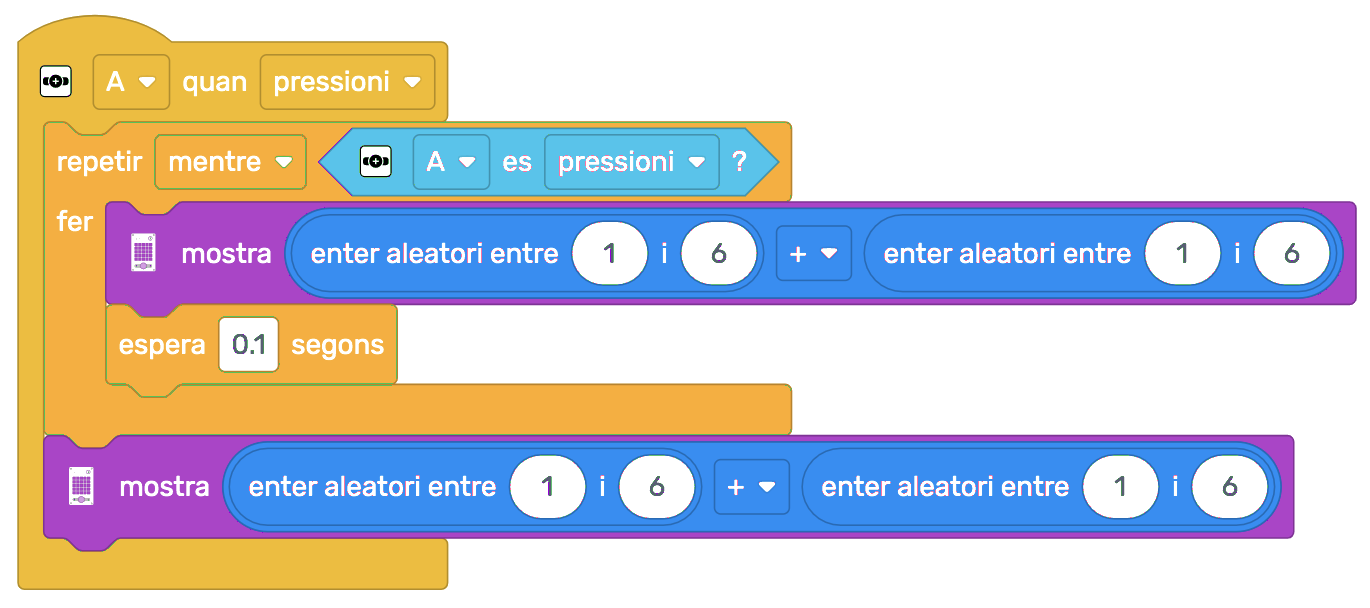 A quan pressioni
repetir mentre A es pressioni ?
fer
mostra enter aleatori entre 1 i 6 + enter aleatori entre 1 i 6
espera 0.1 segons
mostra enter aleatori entre 1 i 6 + enter aleatori entre 1 i 6